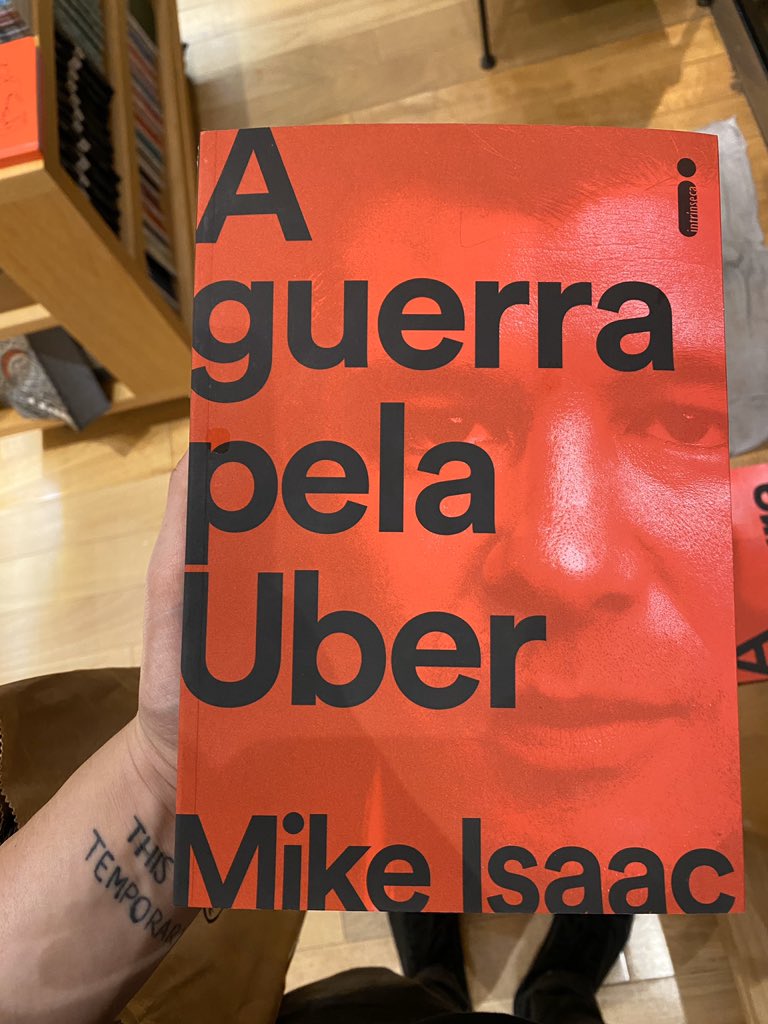 A
guerra
pela
Uber
Mike Isaac
intrínseca
THIS
TEMPORAR
A